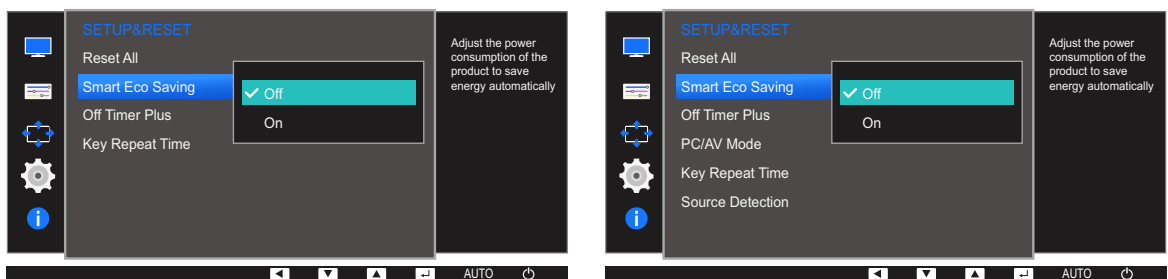 SETUP&RESET
Reset All
Smart Eco Saving
Off Timer Plus
Key Repeat Time
Off
On
Adjust the power
consumption of the
product to save
energy automatically
AUTO
SETUP&RESET
Reset All
Smart Eco Saving
Off Timer Plus
PC/AV Mode
Key Repeat Time
Source Detection
Off
On
Adjust the power
consumption of the
product to save
energy automatically
AUTO